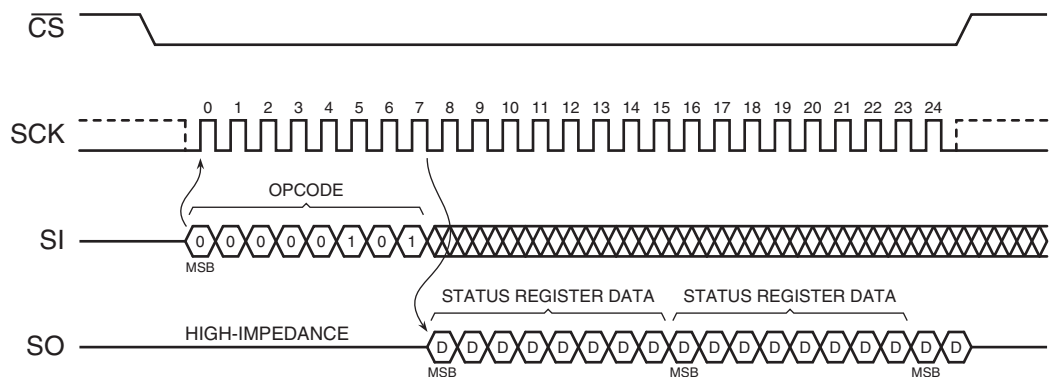 CS
SCK
0 1 2 3 4 5 6 7 8 9 10 11 12 13 14 15 16 17 18 19 20 21 22 23 24
OPCODE
SI
0 0 0 0 0 1 0 1
MSB
STATUS REGISTER DATA STATUS REGISTER DATA
SO
HIGH-IMPEDANCE
D D D D D D D D D D D D D D D D D D
MSB MSB MSB